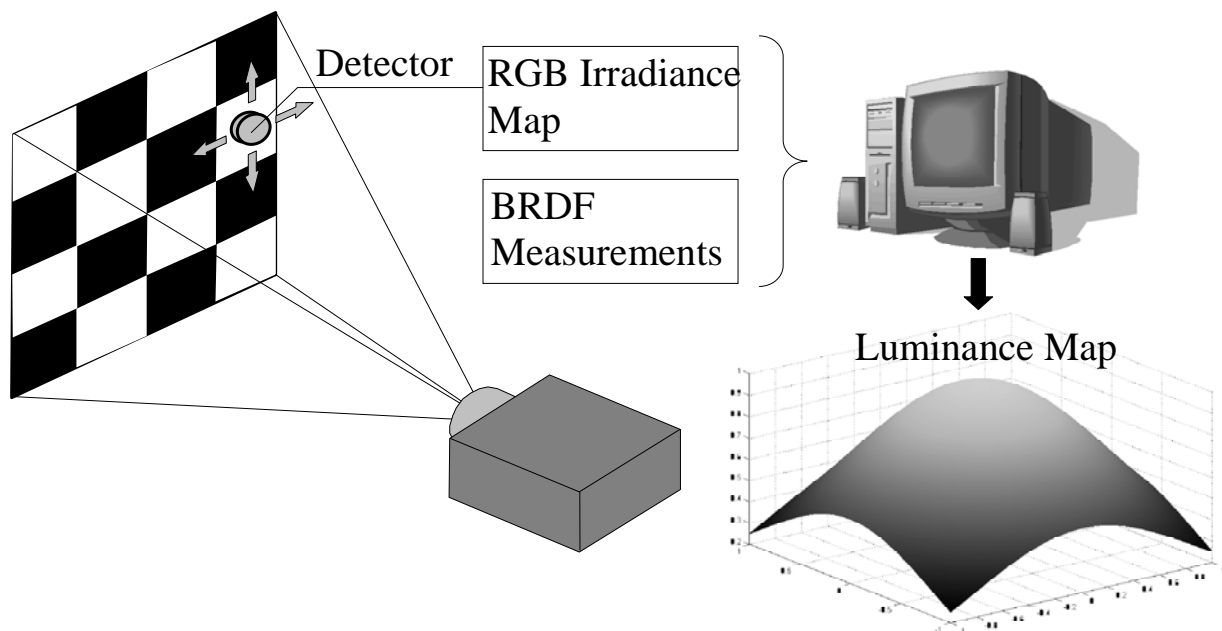 Detector
RGB Irradiance
Map
BRDF
Measurements
Luminance Map